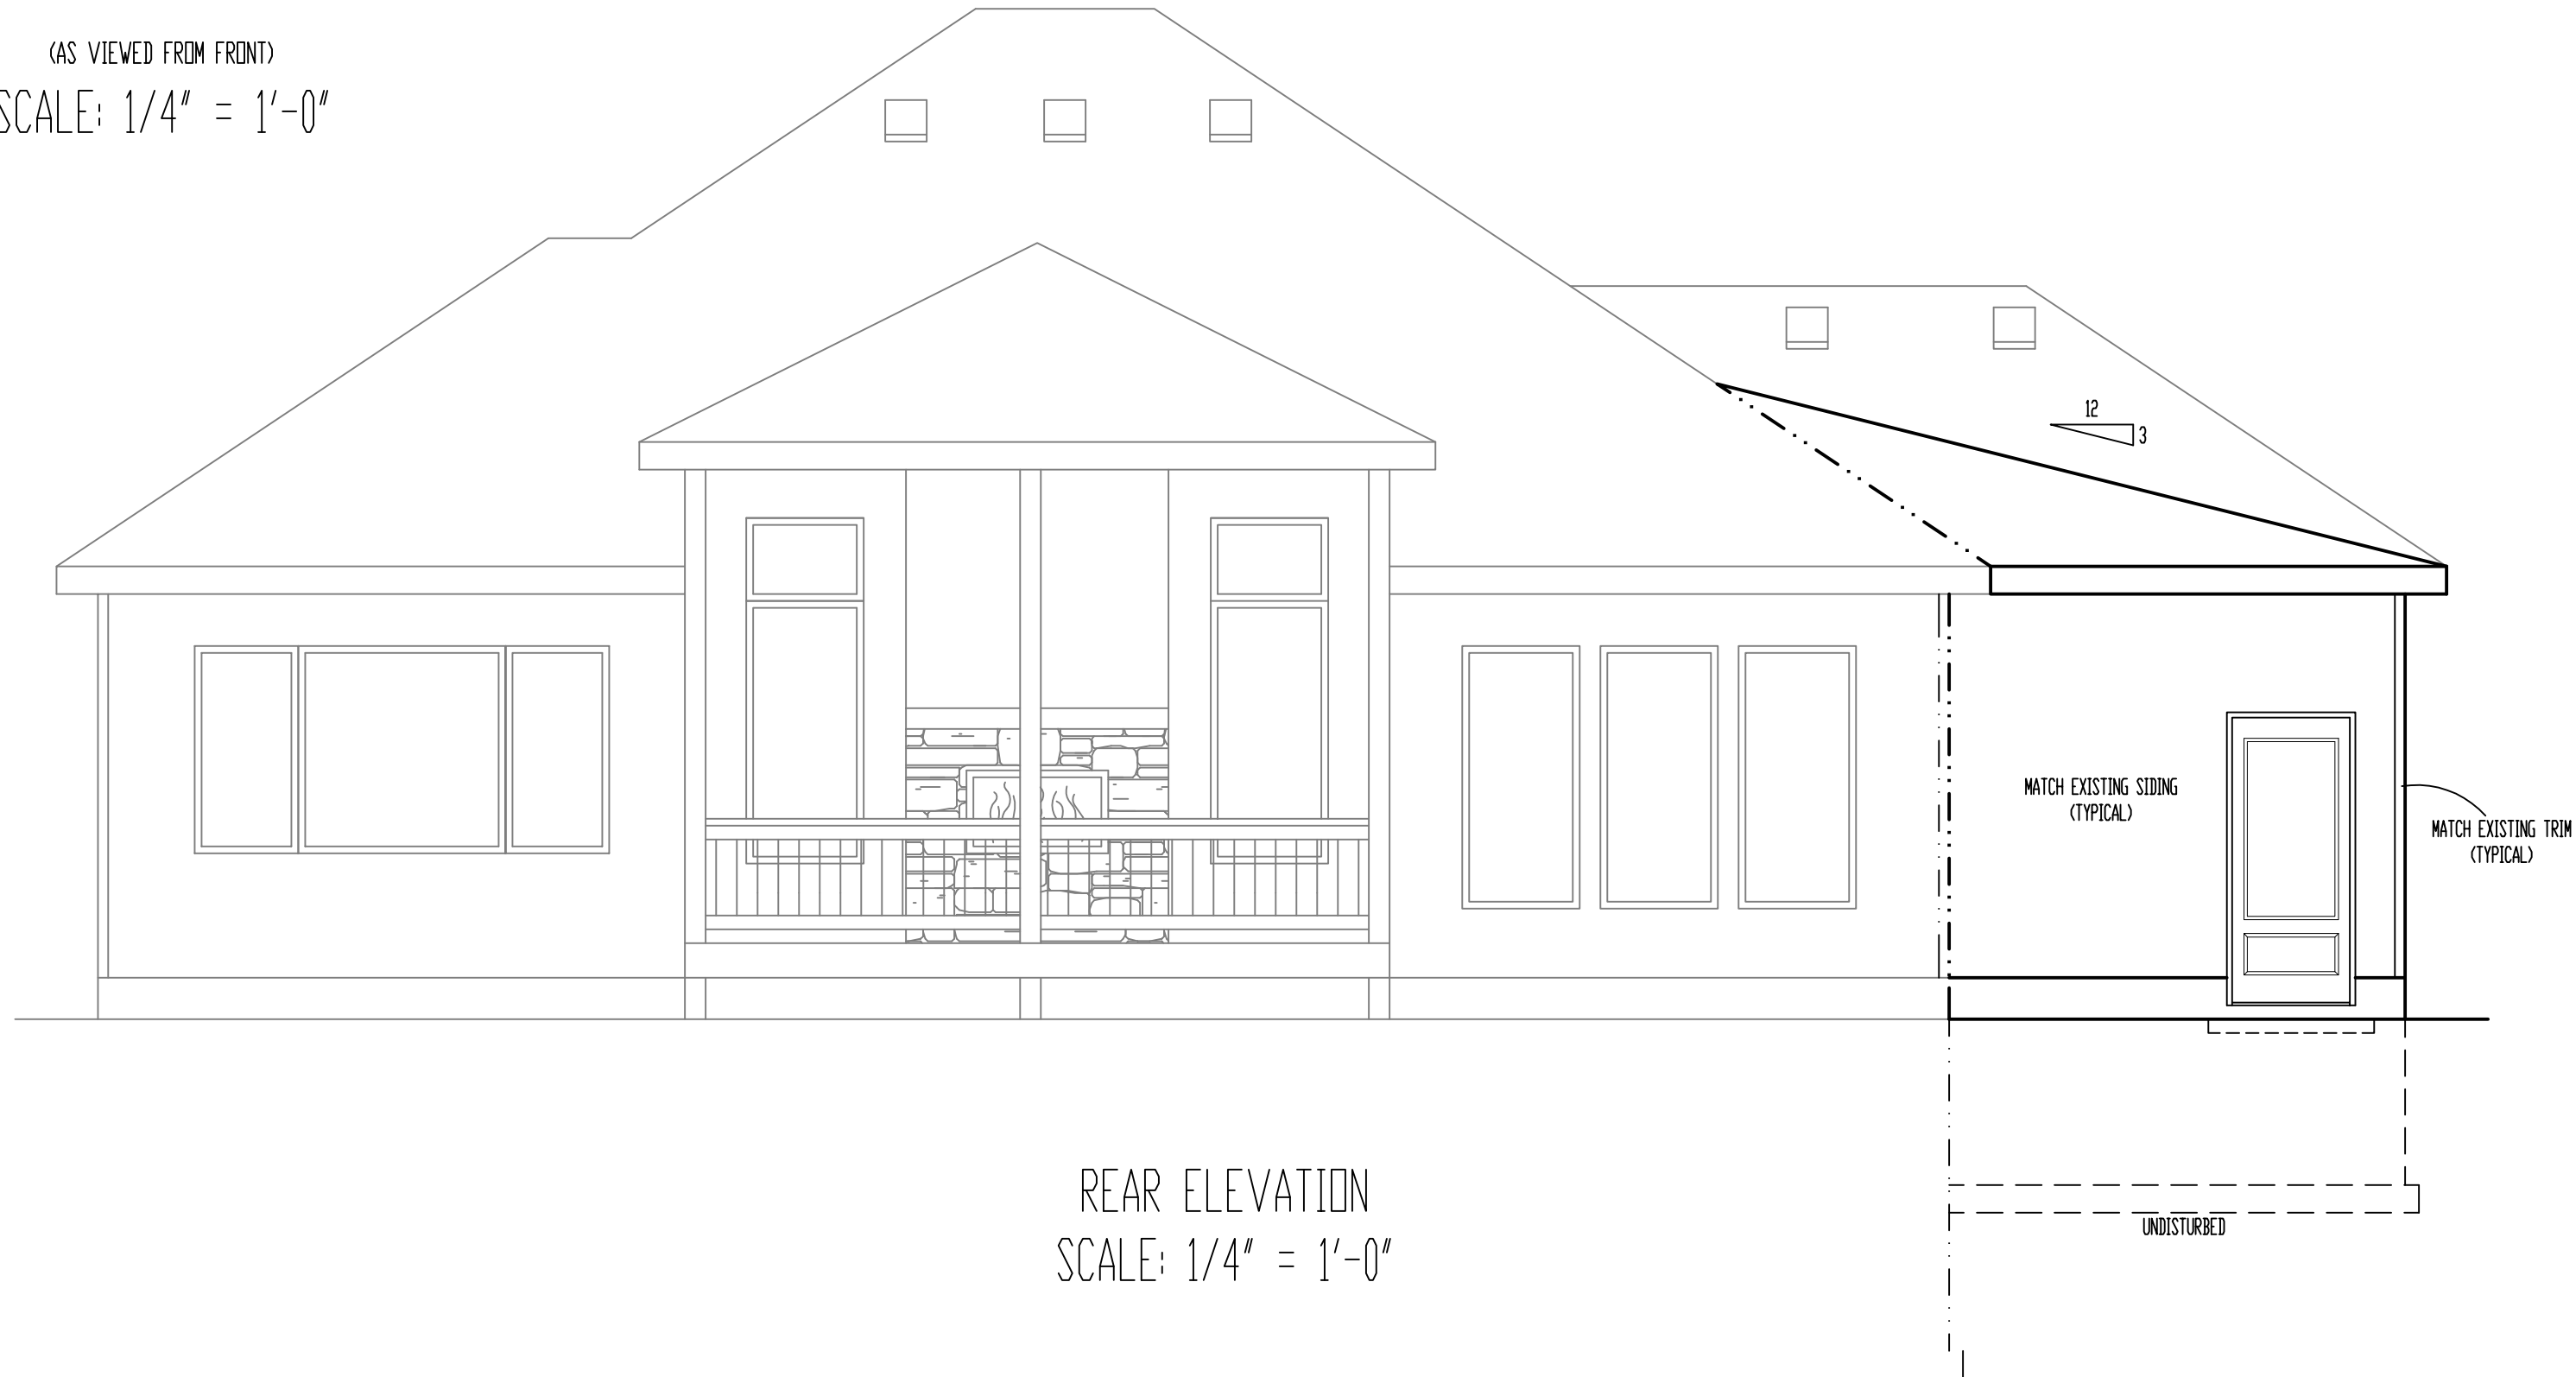 (AS VIEWED FROM FRONT)
SCALE: 1/4" = 1'-0"
12
3
MATCH EXISTING SIDING
(TYPICAL)
MATCH EXISTING TRIM
(TYPICAL)
REAR ELEVATION
SCALE: 1/4" = 1'-0"
UNDISTURBED